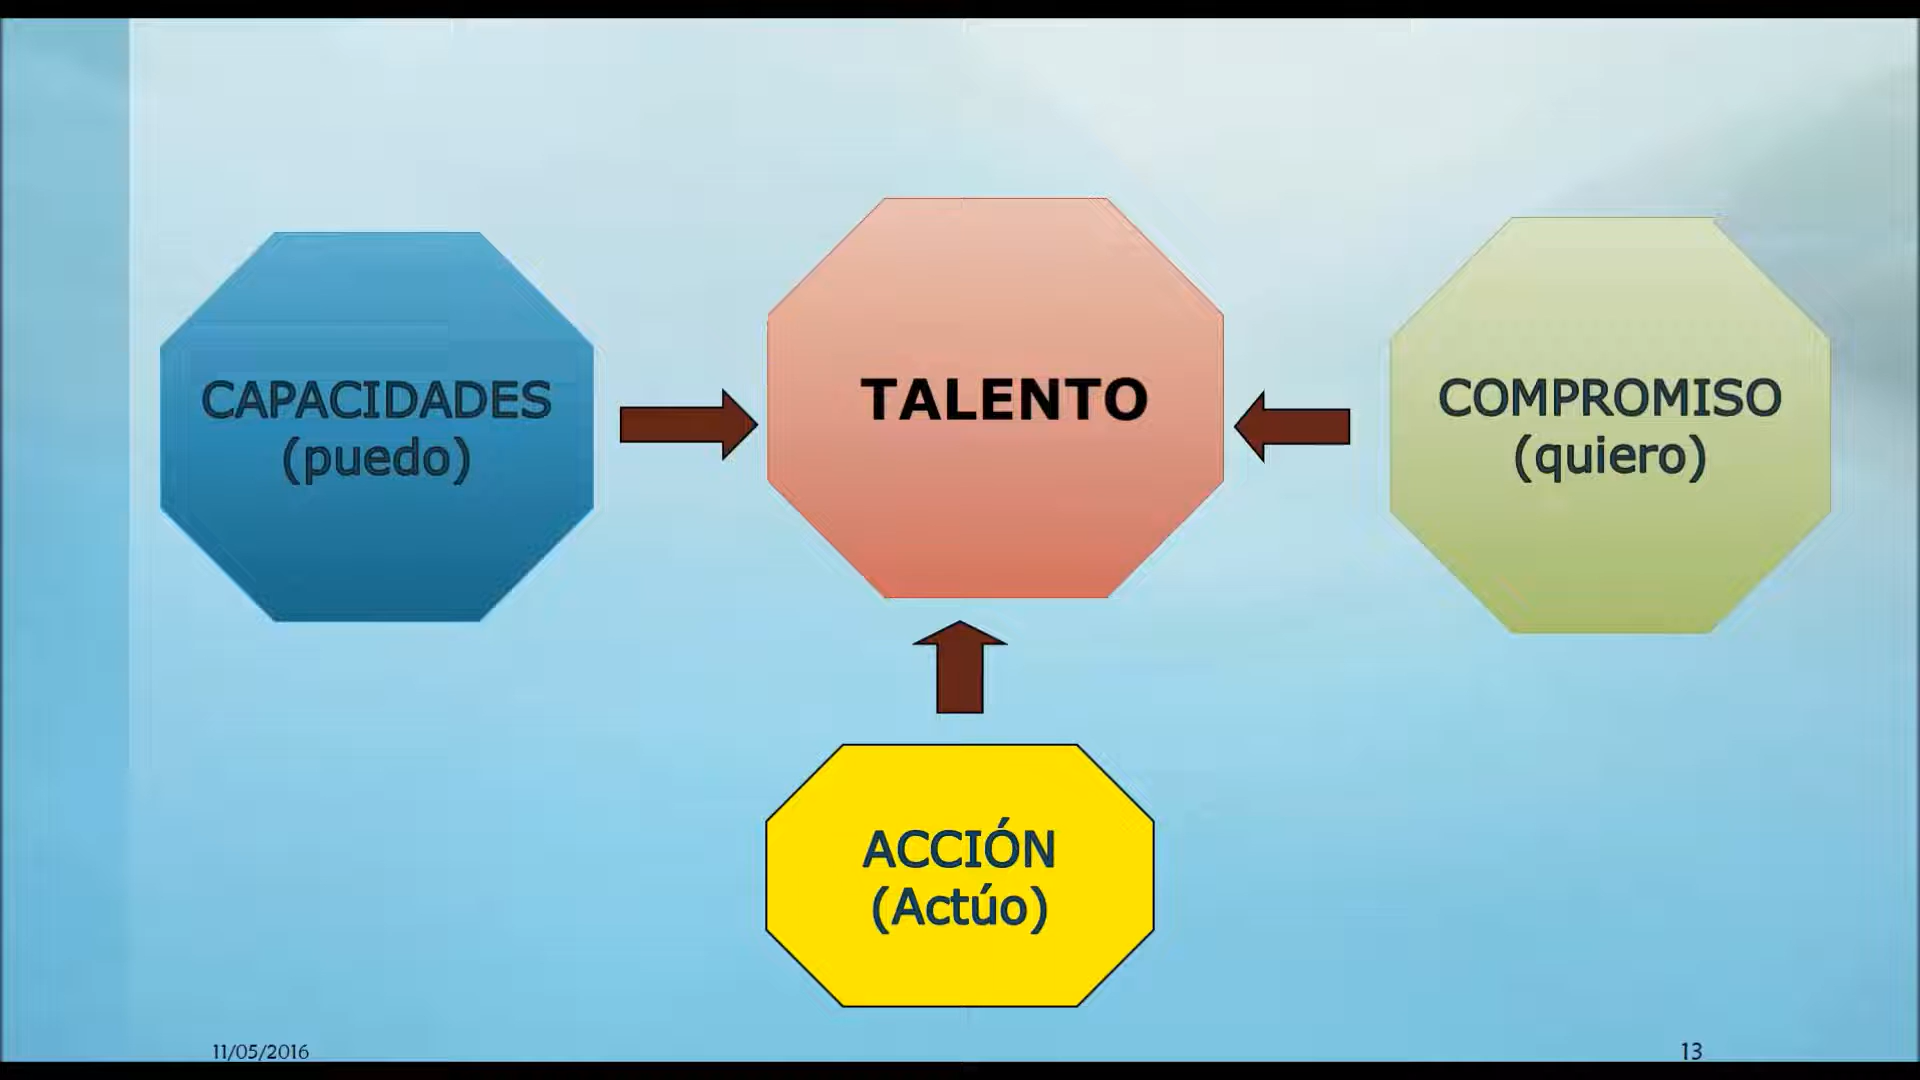 CAPACIDADES
(puedo)
TALENTO
COMPROMISO
(quiero)
ACCIÓN
(Actúo)
11/05/2016
13